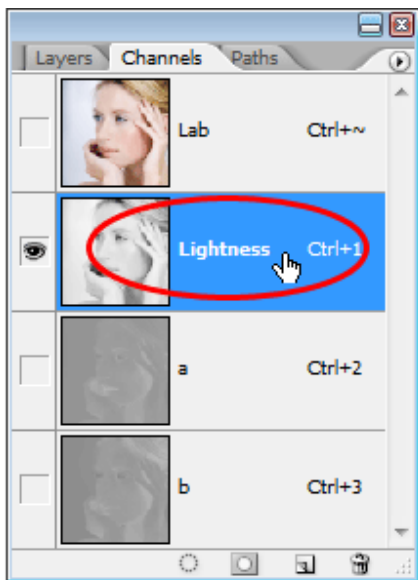 Layers Channels Paths
Lab Ctrl+~
Lightness Ctrl+1
a Ctrl+2
b Ctrl+3